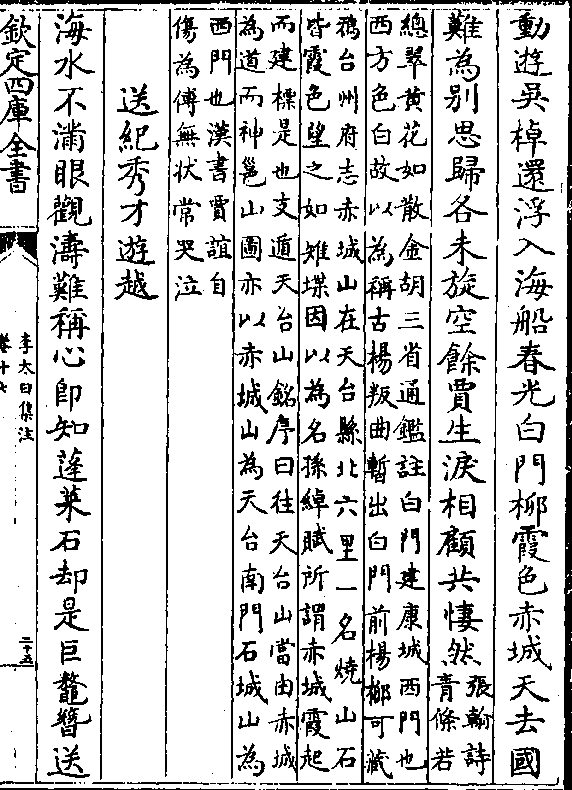 動遊吳棹還浮入海船春光白門栁霞色赤城天去國
難為别思歸各未旋空餘賈生淚相顧共悽然
張翰詩
青條若
總翠黄花如散金胡三省通鑑註白門建康城西門也
西方色白故以為稱古楊叛曲暫出白門前楊栁可藏
鴉台州府志赤城山在天台縣北六里一名燒山石
皆霞色望之如雉堞因以為名孫綽賦所謂赤城霞起
而建標是也支遁天台山銘序曰往天台山當由赤城
為道而神邕山圖亦以赤城山為天台南門石城山為
西門也漢書賈誼自
傷為傅無狀常哭泣
送紀秀才遊越
海水不滿眼觀濤難稱心即知蓬萊石却是巨鼇簪送
欽定四庫全書
李太白集注
卷十七
二十五